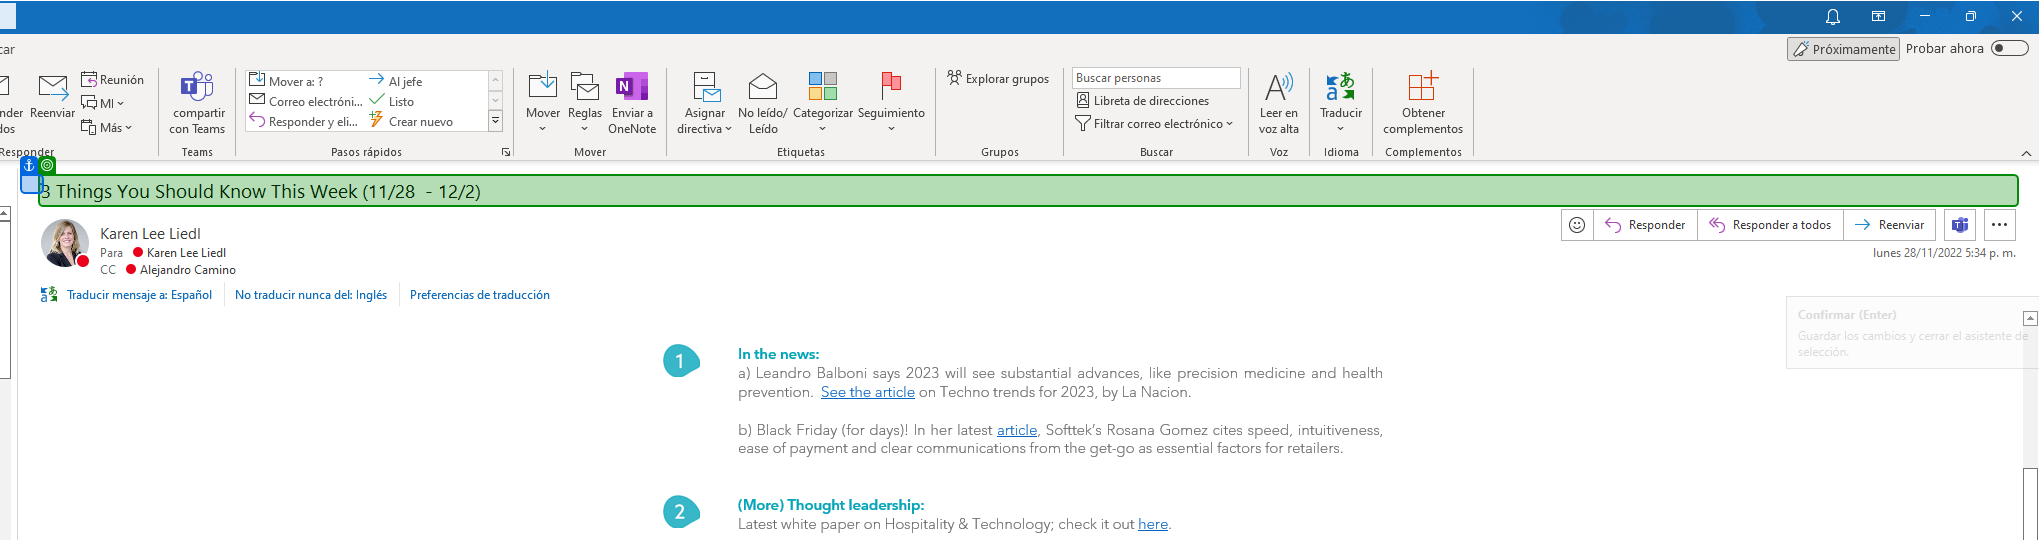 car
Próximamente Probar ahora
nder
dos
Reenviar
Reunión
MI
Más
Responder
compartir
con Teams
Teams
Mover a: ?
Correo electróni...
Responder y eli...
Al jefe
Listo
Crear nuevo
Pasos rápidos
Mover
Reglas
Enviar a
OneNote
Mover
Asignar
directiva
No leído/
Leído
Categorizar
Seguimiento
Etiquetas
Explorar grupos
Grupos
Buscar personas
Libreta de direcciones
Filtrar correo electrónico
Buscar
Leer en
voz alta
Voz
Traducir
Idioma
Obtener
complementos
Complementos
3 Things You Should Know This Week (11/28 - 12/2)
Karen Lee Liedl
Para Karen Lee Liedl
CC Alejandro Camino
Responder
Responder a todos
Reenviar
lunes 28/11/2022 5:34 p. m.
Traducir mensaje a: Español
No traducir nunca del: Inglés
Preferencias de traducción
Confirmar (Enter)
Guardar los cambios y cerrar el asistente de
selección.
1
In the news:
a) Leandro Balboni says 2023 will see substantial advances, like precision medicine and health
prevention. See the article on Techno trends for 2023, by La Nacion.
b) Black Friday (for days)! In her latest article, Softtek’s Rosana Gomez cites speed, intuitiveness,
ease of payment and clear communications from the get-go as essential factors for retailers.
2
(More) Thought leadership:
Latest white paper on Hospitality & Technology; check it out here.